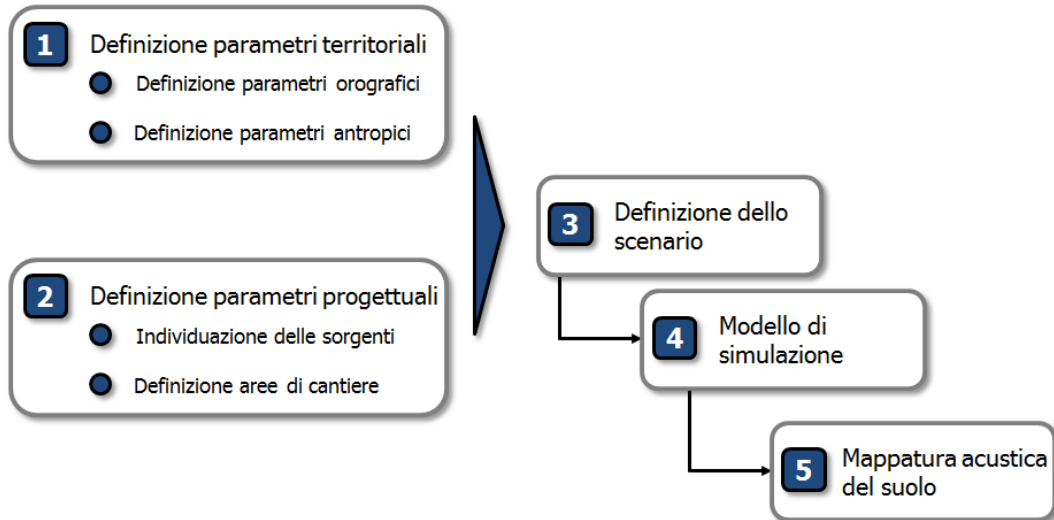 1 Definizione parametri territoriali
Definizione parametri orografici
Definizione parametri antropici
2 Definizione parametri progettuali
Individuazione delle sorgenti
Definizione aree di cantiere
3 Definizione dello
scenario
4 Modello di
simulazione
5 Mappatura acustica
del suolo